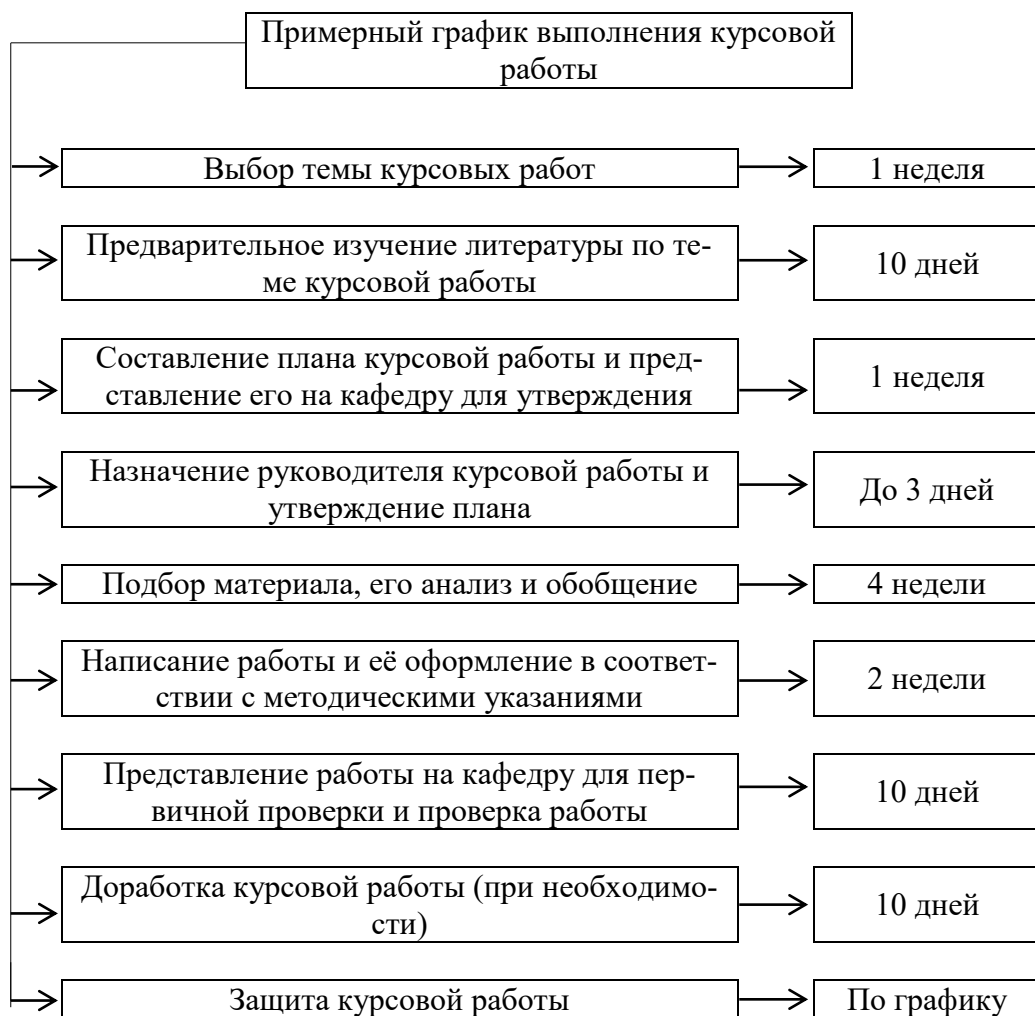 Примерный график выполнения курсовой
работы
Выбор темы курсовых работ
1 неделя
Предварительное изучение литературы по те-
ме курсовой работы
10 дней
Составление плана курсовой работы и пред-
ставление его на кафедру для утверждения
1 неделя
Назначение руководителя курсовой работы и
утверждение плана
До 3 дней
Подбор материала, его анализ и обобщение
4 недели
Написание работы и её оформление в соответ-
ствии с методическими указаниями
2 недели
Представление работы на кафедру для пер-
вичной проверки и проверка работы
10 дней
Доработка курсовой работы (при необходимо-
сти)
10 дней
Защита курсовой работы
По графику